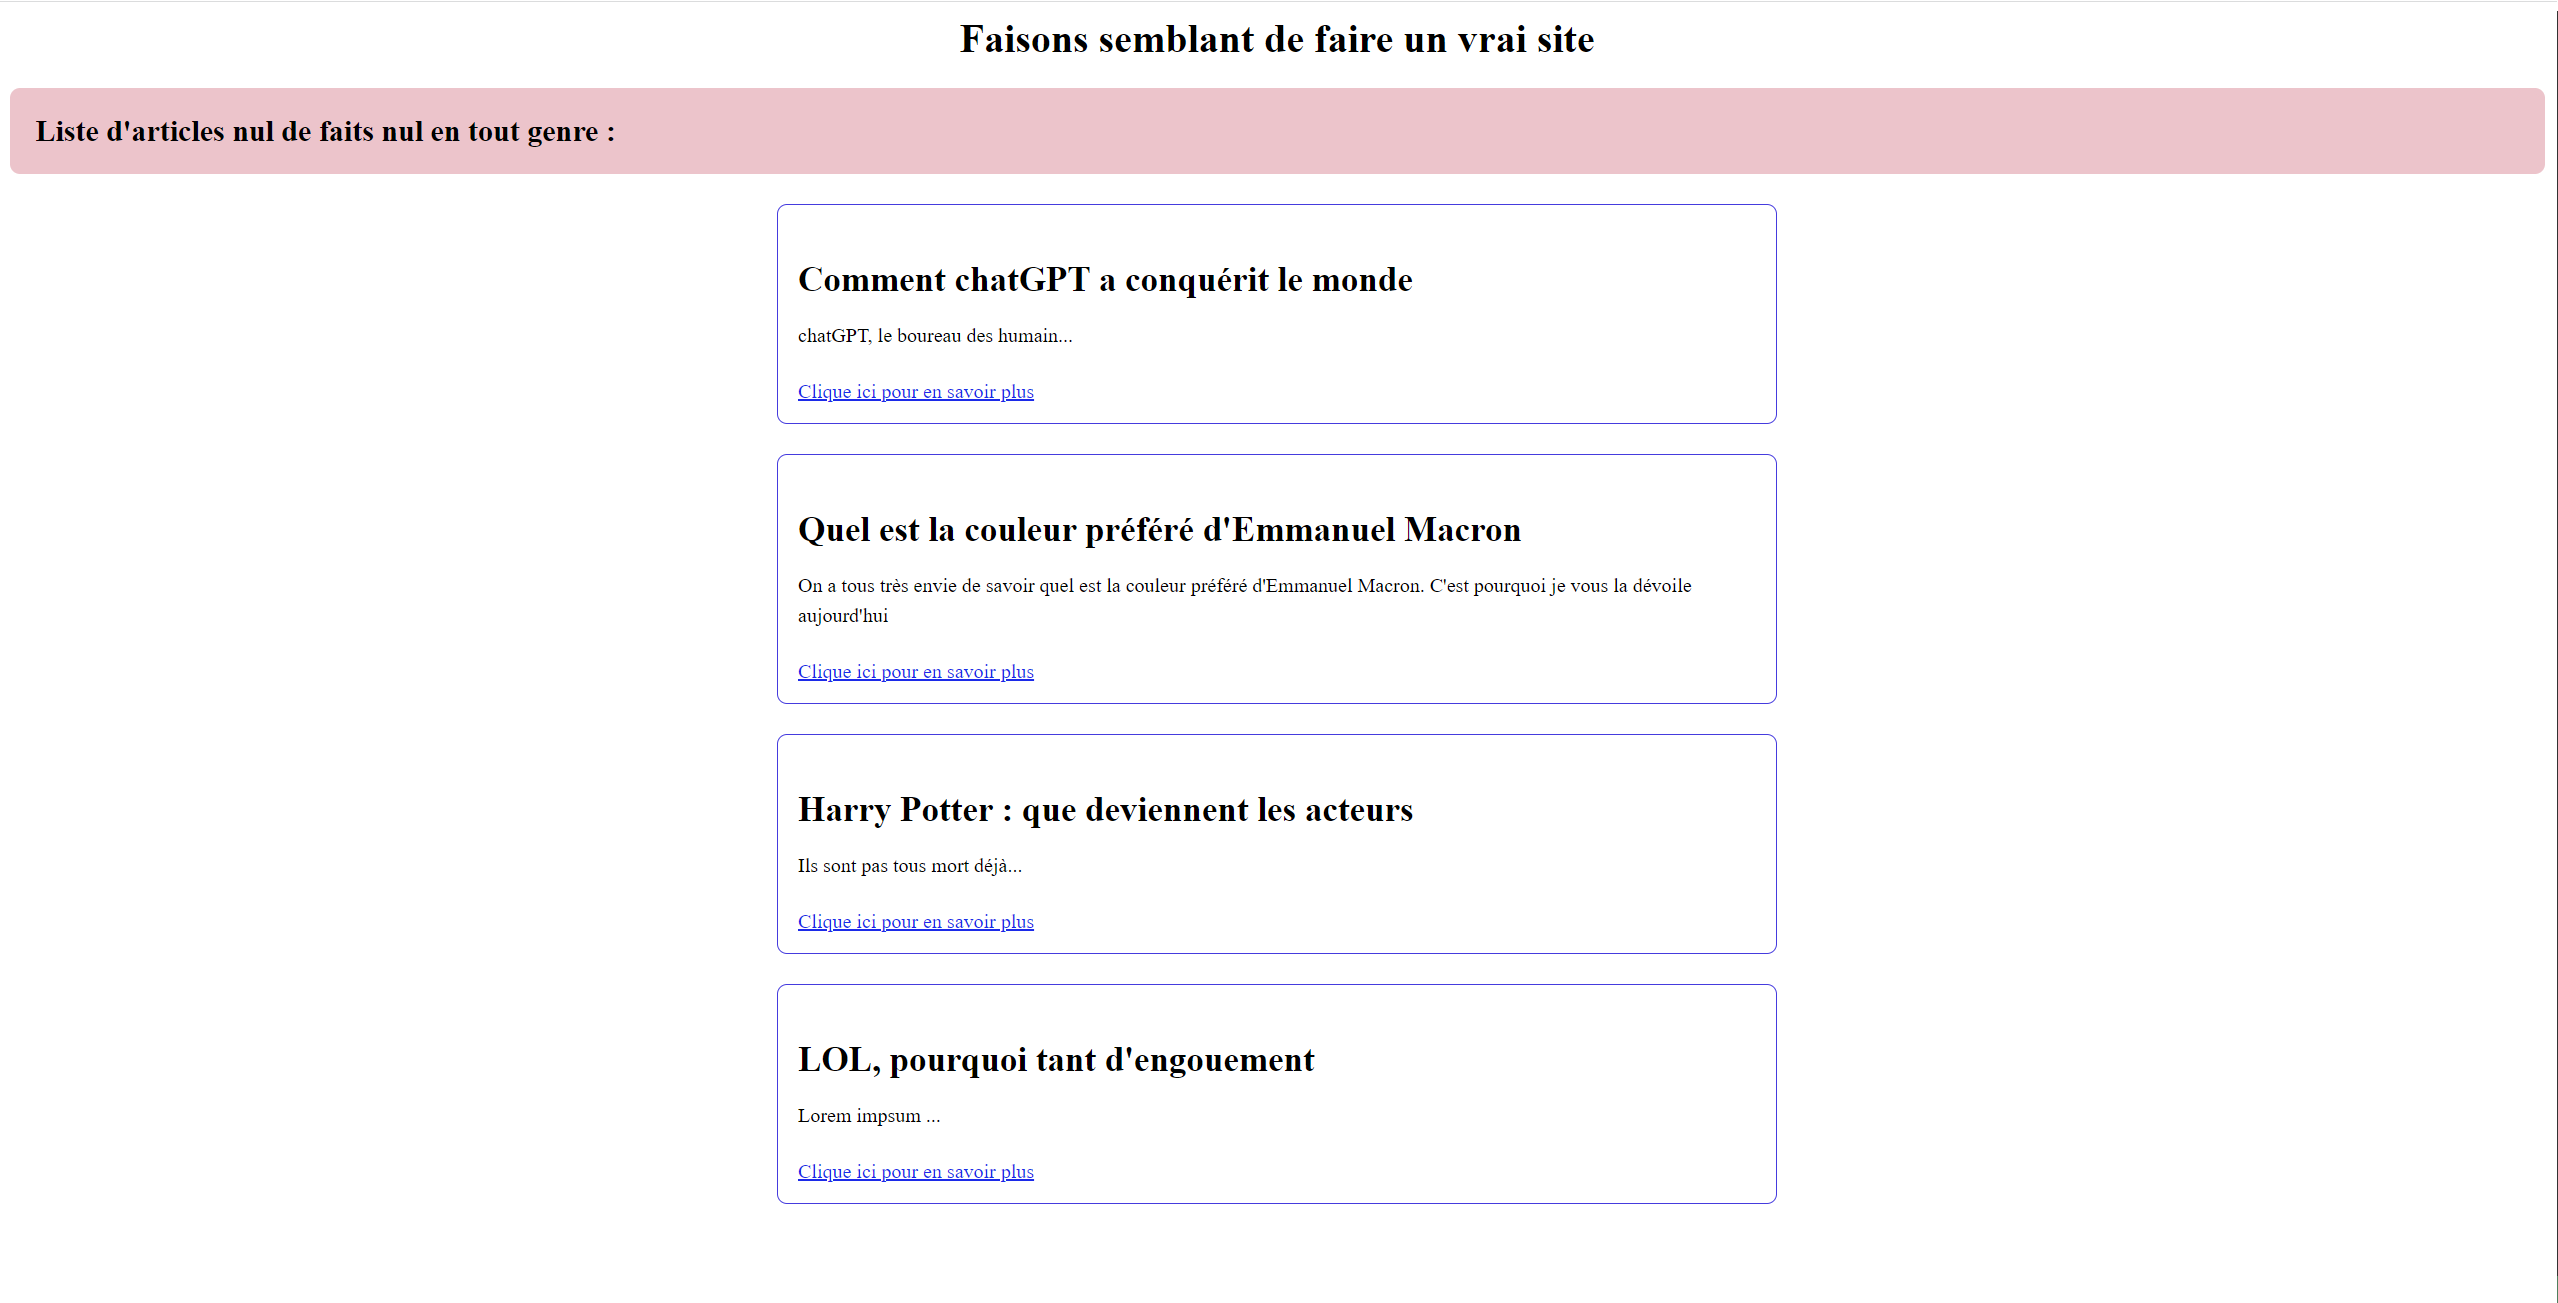 Faisons semblant de faire un vrai site
Liste d'articles nul de faits nul en tout genre :
Comment chatGPT a conquérit le monde
chatGPT, le boureau des humain...
Clique ici pour en savoir plus
Quel est la couleur préféré d'Emmanuel Macron
On a tous très envie de savoir quel est la couleur préféré d'Emmanuel Macron. C'est pourquoi je vous la dévoile
aujourd'hui
Clique ici pour en savoir plus
Harry Potter : que deviennent les acteurs
Ils sont pas tous mort déjà...
Clique ici pour en savoir plus
LOL, pourquoi tant d'engouement
Lorem impsum ...
Clique ici pour en savoir plus